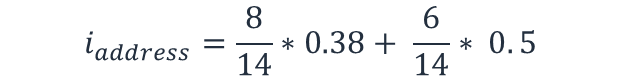 i_address = 8/14 * 0.38 + 6/14 * 0.5